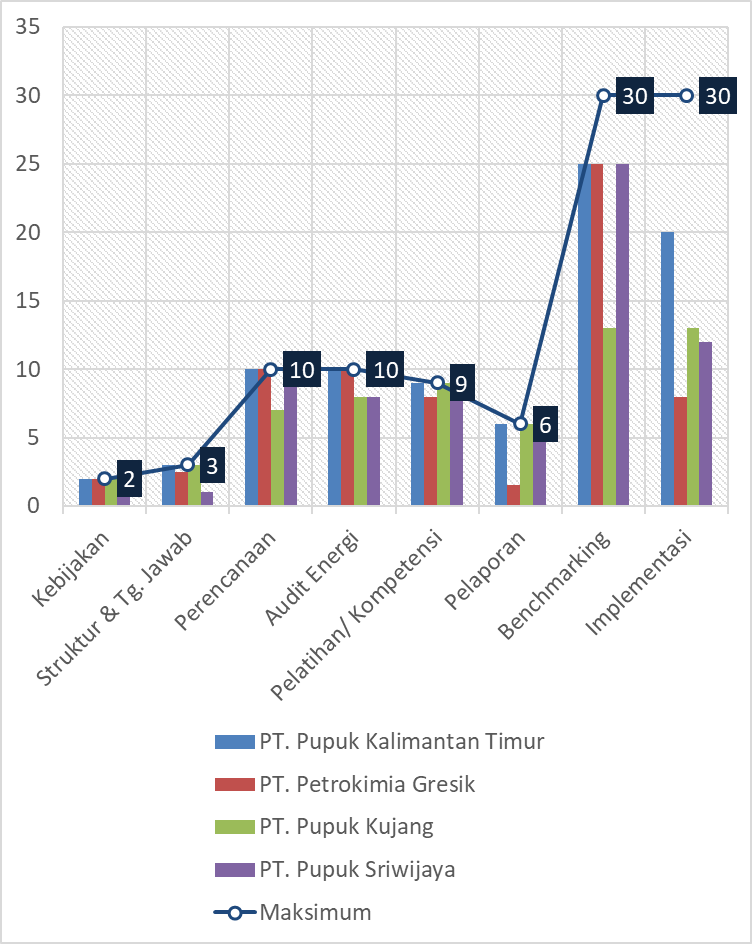 35
30
25
20
15
10
5
0
2
3
10
10
9
6
30
30
Kebijakan
Struktur & Tg. Jawab
Perencanaan
Audit Energi
Pelatihan/ Kompetensi
Pelaporan
Benchmarking
Implementasi
PT. Pupuk Kalimantan Timur
PT. Petrokimia Gresik
PT. Pupuk Kujang
PT. Pupuk Sriwijaya
Maksimum